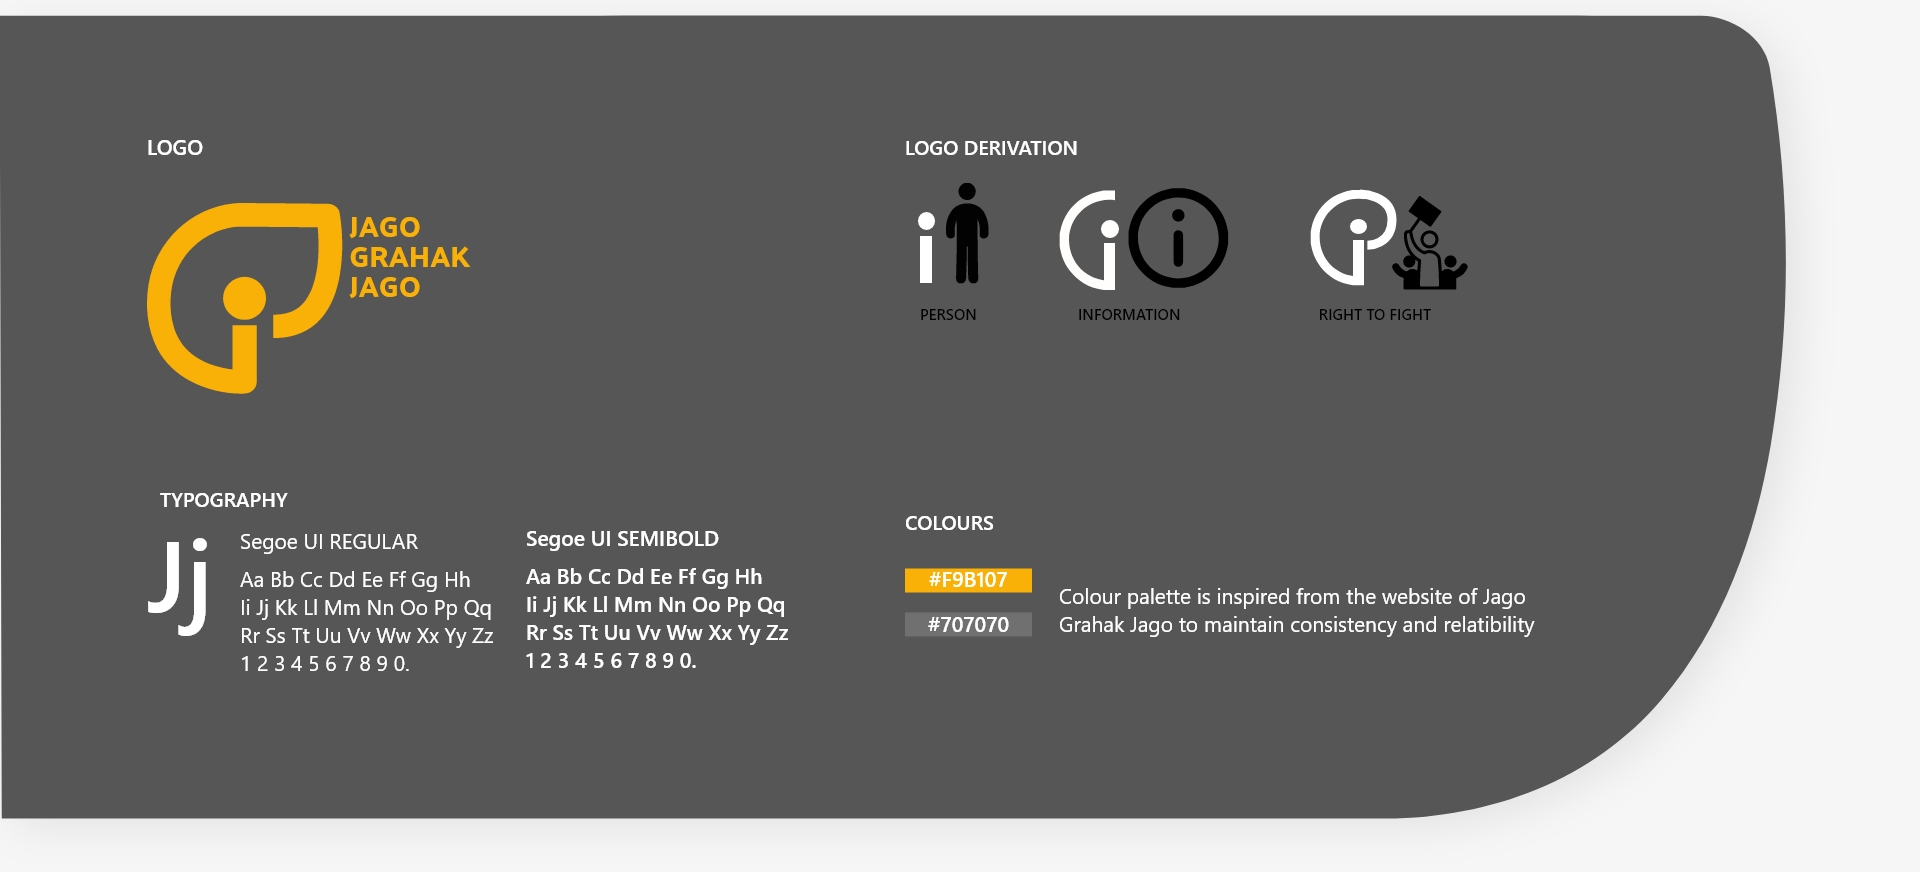 LOGO
JAGO
GRAHAK
JAGO
LOGO DERIVATION
PERSON
INFORMATION
RIGHT TO FIGHT
TYPOGRAPHY
Jj
Segoe UI REGULAR
Aa Bb Cc Dd Ee Ff Gg Hh
Ii Jj Kk Ll Mm Nn Oo Pp Qq
Rr Ss Tt Uu Vv Ww Xx Yy Zz
1 2 3 4 5 6 7 8 9 0.
Segoe UI SEMIBOLD
Aa Bb Cc Dd Ee Ff Gg Hh
Ii Jj Kk Ll Mm Nn Oo Pp Qq
Rr Ss Tt Uu Vv Ww Xx Yy Zz
1 2 3 4 5 6 7 8 9 0.
COLOURS
#F9B107
#707070
Colour palette is inspired from the website of Jago
Grahak Jago to maintain consistency and relatibility